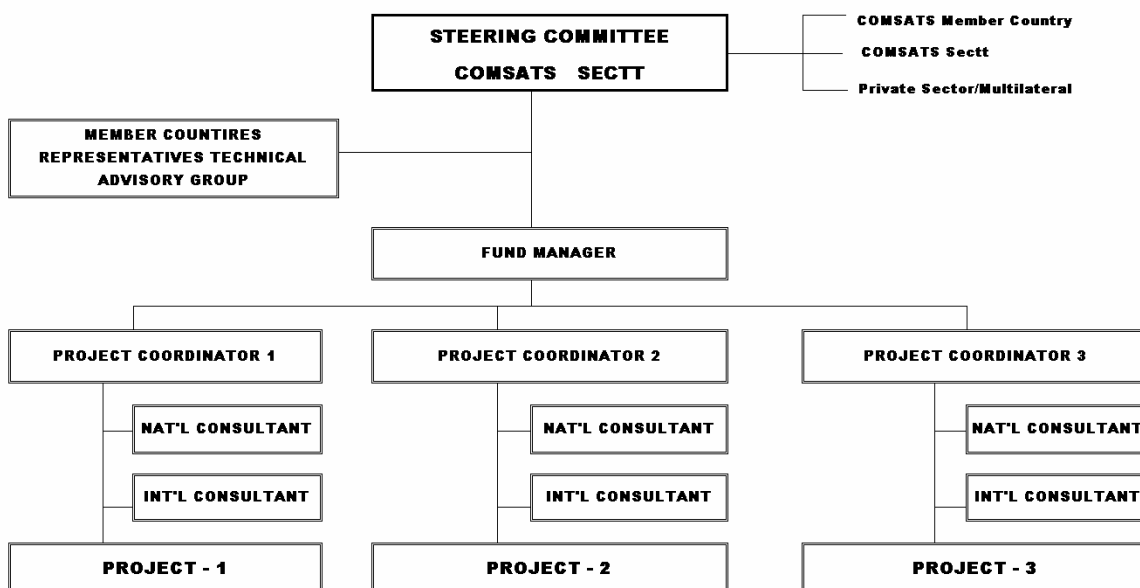 STEERING COMMITTEE
COMSATS SECTT
COMSATS Member Country
COMSATS Sectt
Private Sector/Multilateral
MEMBER COUNTIRES
REPRESENTATIVES TECHNICAL
ADVISORY GROUP
FUND MANAGER
PROJECT COORDINATOR 1
PROJECT COORDINATOR 2
PROJECT COORDINATOR 3
NAT'L CONSULTANT
NAT'L CONSULTANT
NAT'L CONSULTANT
INT'L CONSULTANT
INT'L CONSULTANT
INT'L CONSULTANT
PROJECT - 1
PROJECT - 2
PROJECT - 3